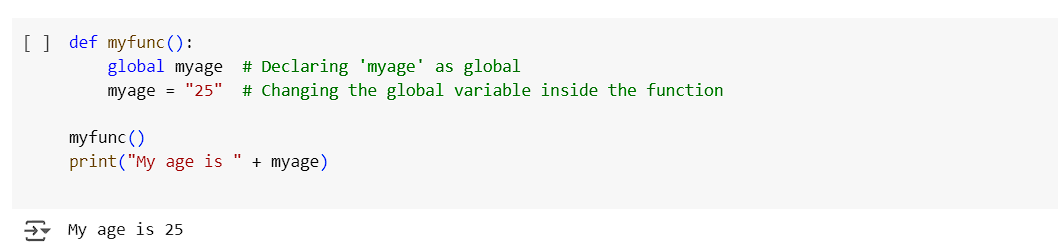 [ ] def myfunc():
    global myage  # Declaring 'myage' as global
    myage = "25"  # Changing the global variable inside the function

myfunc()
print("My age is " + myage)

My age is 25